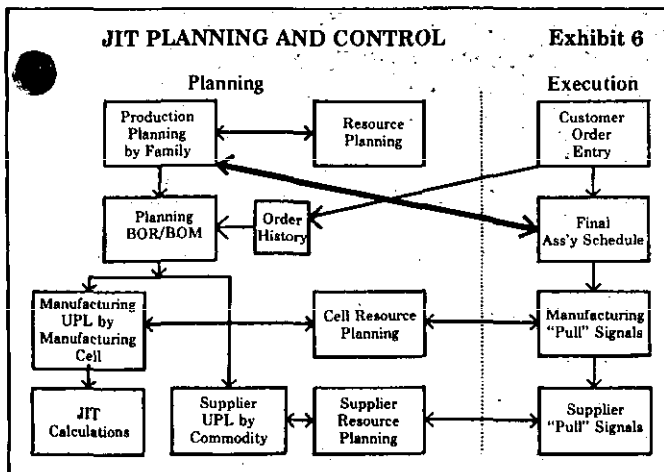 JIT PLANNING AND CONTROL
Exhibit 6
Planning
Execution
Production
Planning
by Family
Resource
Planning
Customer
Order
Entry
Planning
BOR/BOM
Order
History
Final
Ass'y Schedule
Manufacturing
UPL by
Manufacturing
Cell
Cell Resource
Planning
Manufacturing
"Pull" Signals
JIT
Calculations
Supplier
UPL by
Commodity
Supplier
Resource
Planning
Supplier
"Pull" Signals